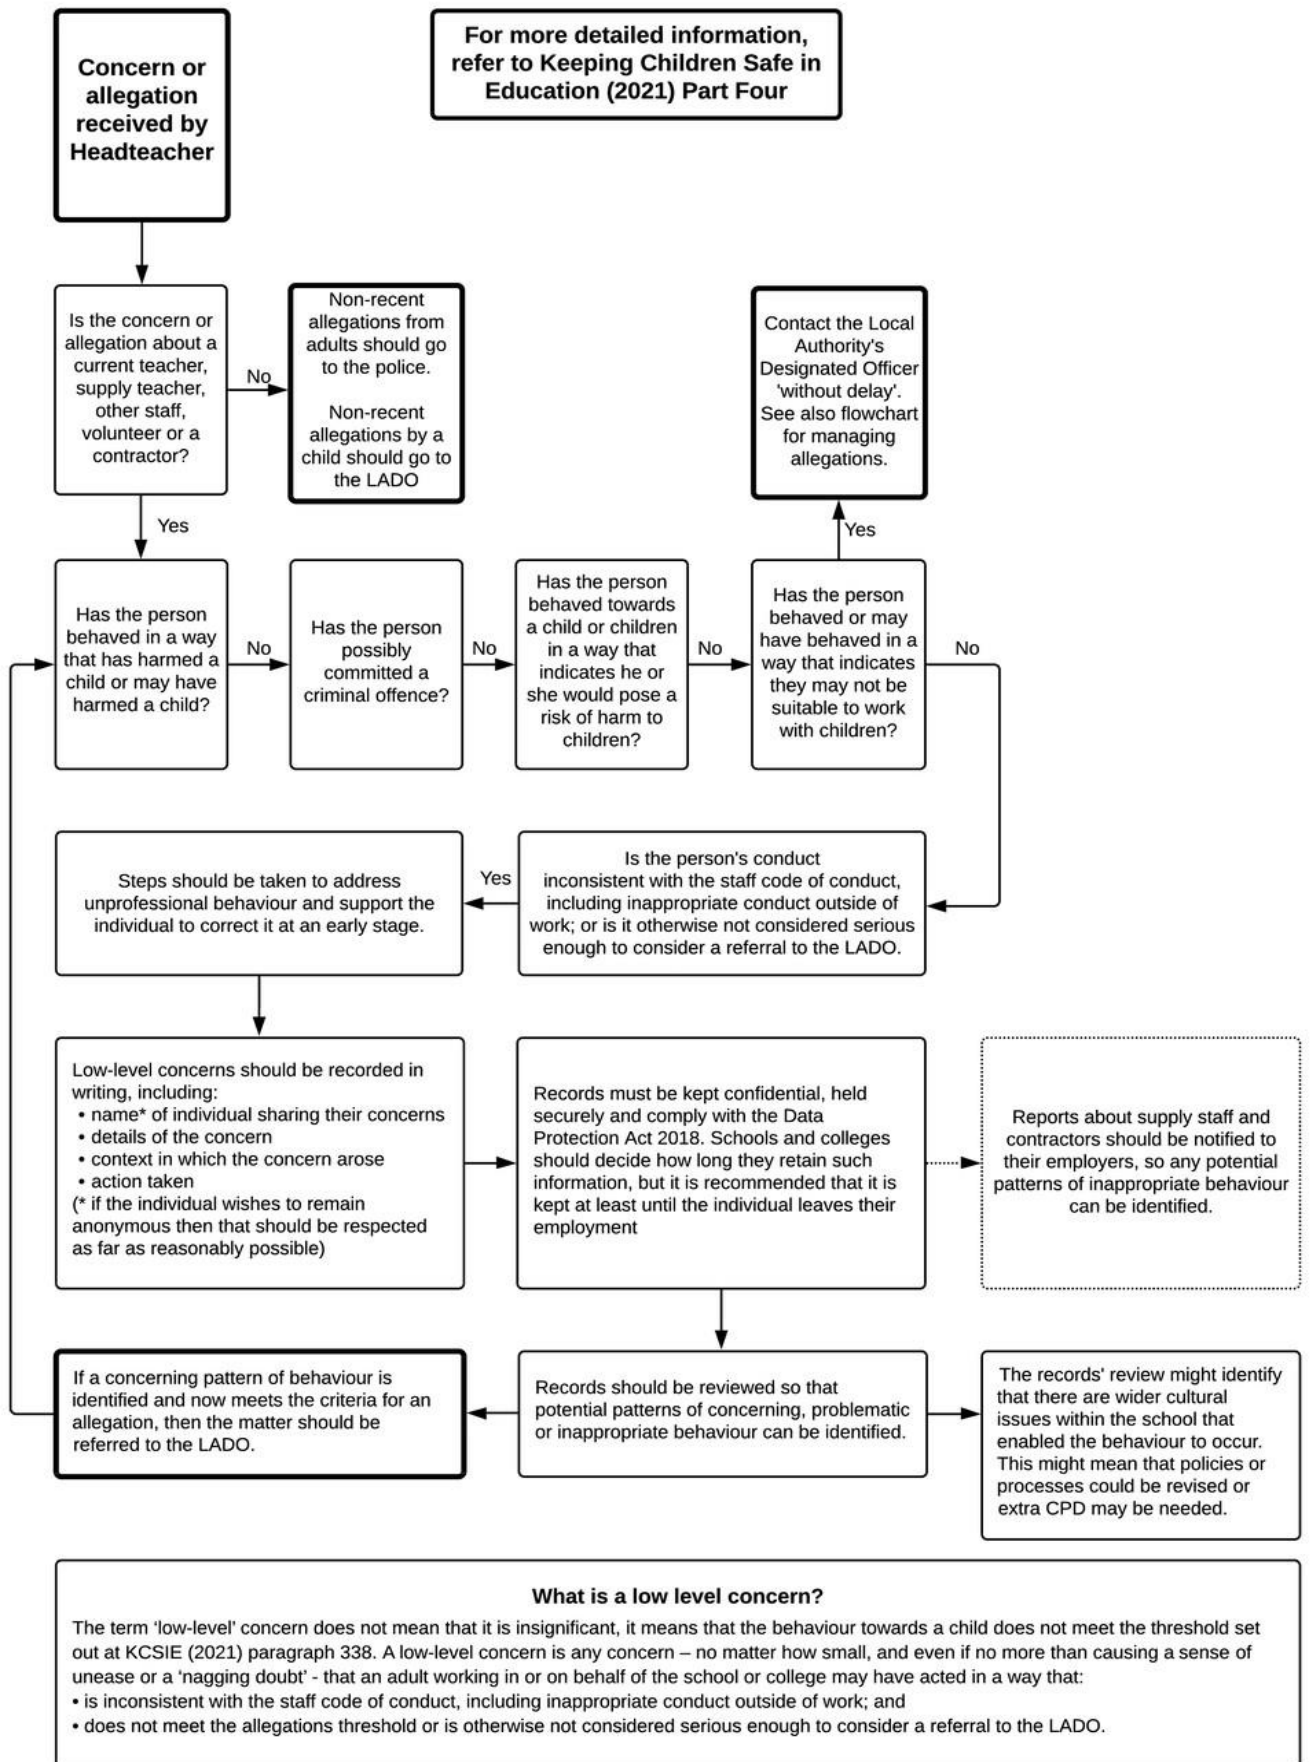 Concern or
allegation
received by
Headteacher
For more detailed information,
refer to Keeping Children Safe in
Education (2021) Part Four
Is the concern or
allegation about a
current teacher,
supply teacher,
other staff,
volunteer or a
contractor?
No
Non-recent
allegations from
adults should go
to the police.
Non-recent
allegations by a
child should go to
the LADO
Contact the Local
Authority's
Designated Officer
'without delay'.
See also flowchart
for managing
allegations.
Yes
Yes
Has the person
behaved in a way
that has harmed a
child or may have
harmed a child?
No
Has the person
possibly
committed a
criminal offence?
No
Has the person
behaved towards
a child or children
in a way that
indicates he or
she would pose a
risk of harm to
children?
No
Has the person
behaved or may
have behaved in a
way that indicates
they may not be
suitable to work
with children?
No
Steps should be taken to address
unprofessional behaviour and support the
individual to correct it at an early stage.
Yes
Is the person's conduct
inconsistent with the staff code of conduct,
including inappropriate conduct outside of
work; or is it otherwise not considered serious
enough to consider a referral to the LADO.
Low-level concerns should be recorded in
writing, including:
• name* of individual sharing their concerns
• details of the concern
• context in which the concern arose
• action taken
(* if the individual wishes to remain
anonymous then that should be respected
as far as reasonably possible)
Records must be kept confidential, held
securely and comply with the Data
Protection Act 2018. Schools and colleges
should decide how long they retain such
information, but it is recommended that it is
kept at least until the individual leaves their
employment
Reports about supply staff and
contractors should be notified to
their employers, so any potential
patterns of inappropriate behaviour
can be identified.
If a concerning pattern of behaviour is
identified and now meets the criteria for an
allegation, then the matter should be
referred to the LADO.
Records should be reviewed so that
potential patterns of concerning, problematic
or inappropriate behaviour can be identified.
The records' review might identify
that there are wider cultural
issues within the school that
enabled the behaviour to occur.
This might mean that policies or
processes could be revised or
extra CPD may be needed.
What is a low level concern?
The term ‘low-level’ concern does not mean that it is insignificant, it means that the behaviour towards a child does not meet the threshold set
out at KCSIE (2021) paragraph 338. A low-level concern is any concern – no matter how small, and even if no more than causing a sense of
unease or a ‘nagging doubt’ - that an adult working in or on behalf of the school or college may have acted in a way that:
• is inconsistent with the staff code of conduct, including inappropriate conduct outside of work; and
• does not meet the allegations threshold or is otherwise not considered serious enough to consider a referral to the LADO.